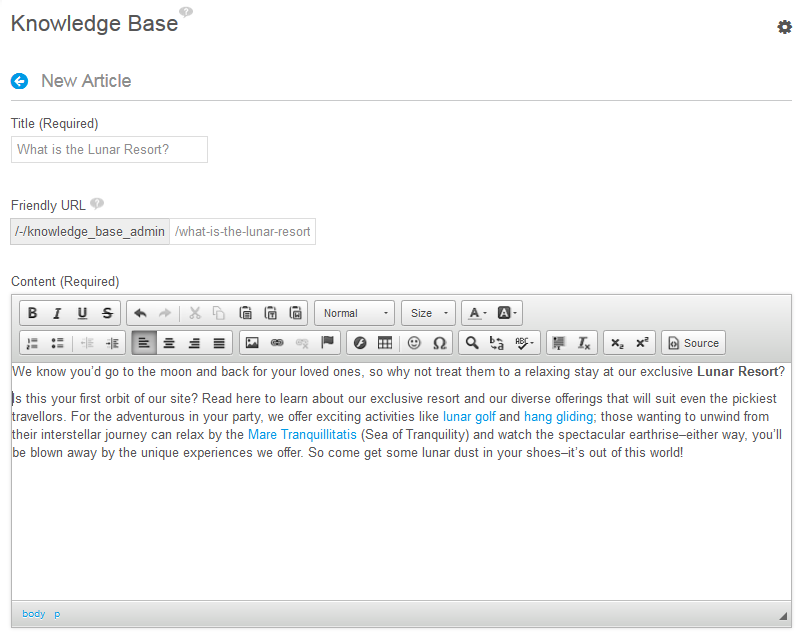 Knowledge Base
New Article
Title (Required)
What is the Lunar Resort?
Friendly URL
/-/knowledge_base_admin /what-is-the-lunar-resort
Content (Required)
B I U S Normal Size A A
ABC x₂ x² Source
We know you’d go to the moon and back for your loved ones, so why not treat them to a relaxing stay at our exclusive Lunar Resort?
Is this your first orbit of our site? Read here to learn about our exclusive resort and our diverse offerings that will suit even the pickiest
travellors. For the adventurous in your party, we offer exciting activities like lunar golf and hang gliding; those wanting to unwind from
their interstellar journey can relax by the Mare Tranquillitatis (Sea of Tranquility) and watch the spectacular earthrise–either way, you’ll
be blown away by the unique experiences we offer. So come get some lunar dust in your shoes–it’s out of this world!
body p